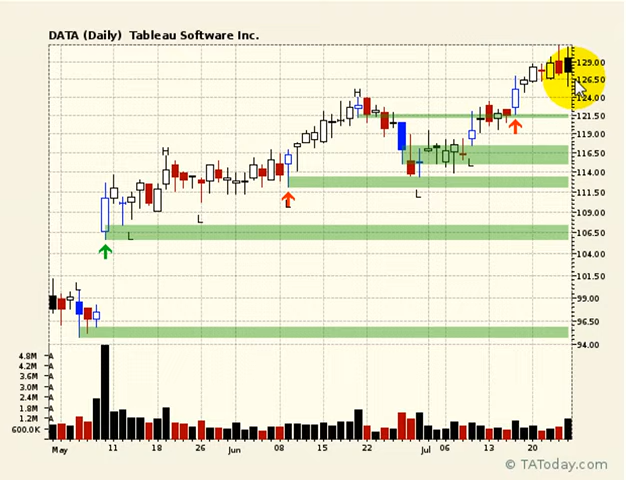 DATA (Daily) Tableau Software Inc.
129.00
126.50
124.00
121.50
119.00
116.50
114.00
111.50
109.00
106.50
104.00
101.50
99.00
96.50
94.00
H
H
L
L
L
L
L
L
4.8M
4.2M
3.6M
3.0M
2.4M
1.8M
1.2M
600.0K
May 11 18 26 Jun 08 15 22 Jul 06 13 20
© TAToday.com